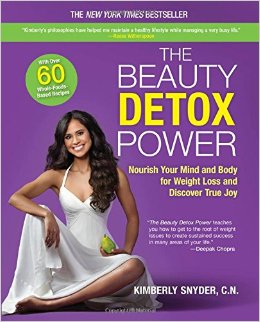 THE NEW YORK TIMES BESTSELLER
"Kimberly's philosophies have helped me maintain a healthy lifestyle while managing a very busy life."
—Reese Witherspoon
With Over
60
Whole-Foods-
Based Recipes
THE
BEAUTY
DETOX
POWER
Nourish Your Mind and Body
for Weight Loss and
Discover True Joy
"The Beauty Detox Power teaches
you how to get to the root of weight
issues to create sustained success
in many areas of your life."
—Deepak Chopra
KIMBERLY SNYDER, C.N.